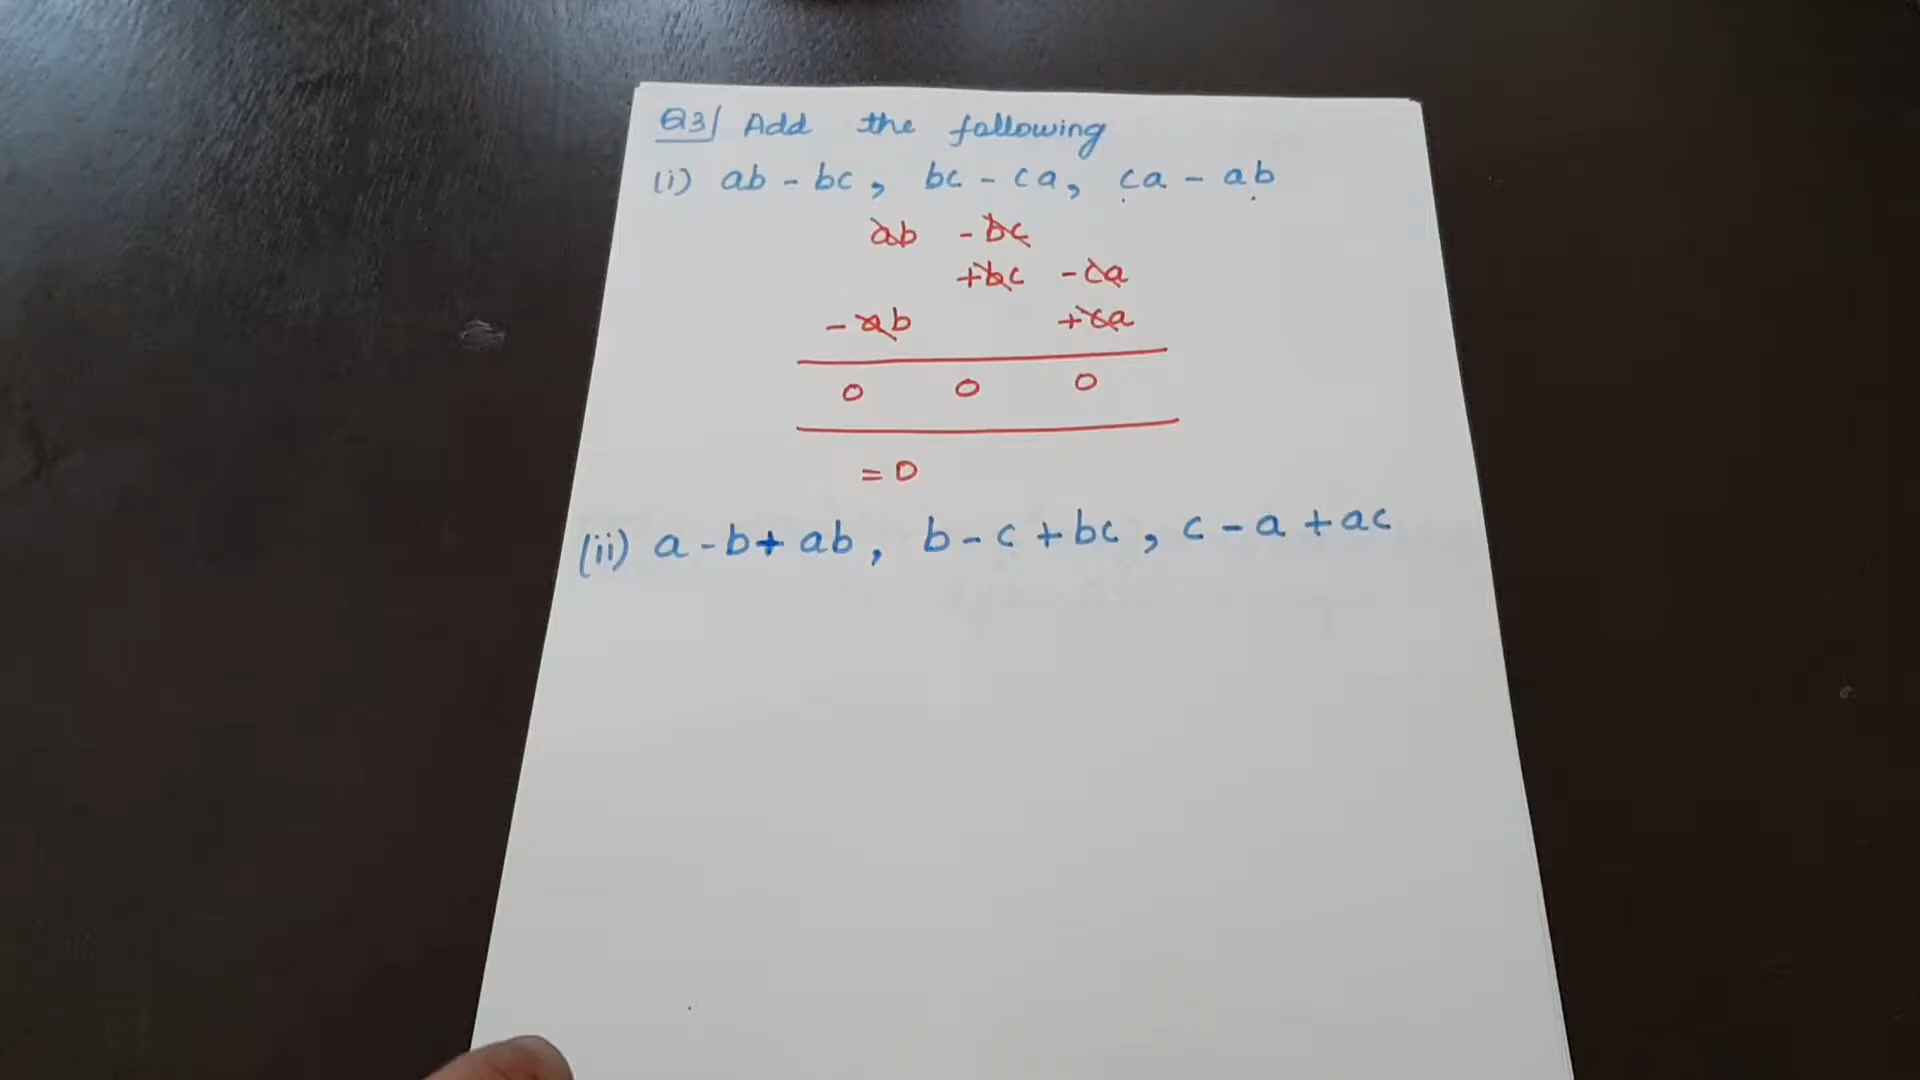 Q3/ Add the following
(i) ab - bc, bc - ca, ca - ab
ab - bc
+bc - ca
- ab +ca
0 0 0
= 0
(ii) a - b + ab, b - c + bc, c - a + ac